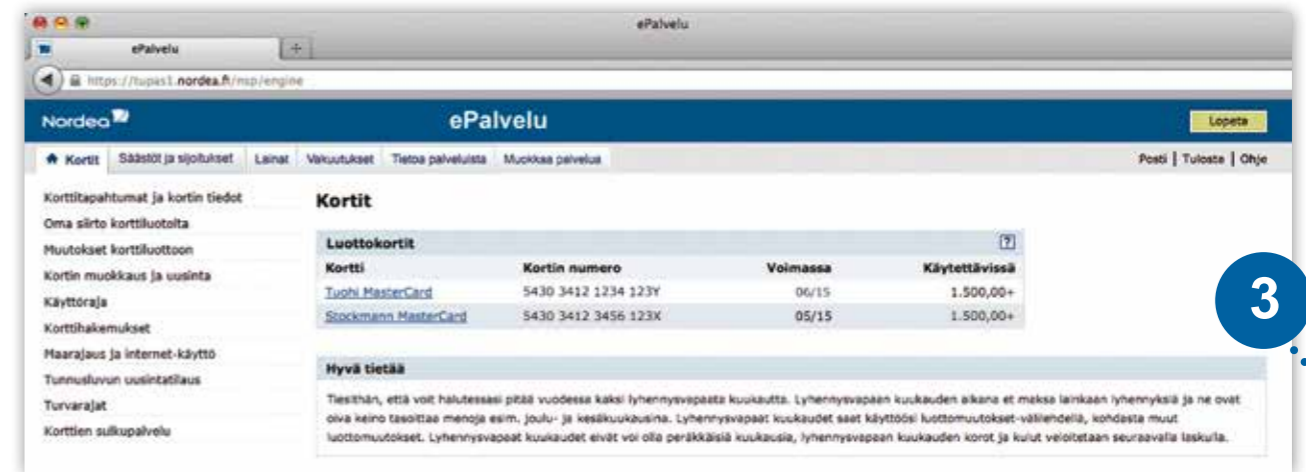 ePalvelu
ePalvelu
https://tupas1.nordea.fi/nsp/engine
Nordea ePalvelu Lopeta
Kortit Säästöt ja sijoitukset Lainat Vakuutukset Tietoa palveluista Muokkaa palvelua Posti | Tulosta | Ohje
Korttitapahtumat ja kortin tiedot
Oma siirto korttiluotolta
Muutokset korttiluottoon
Kortin muokkaus ja uusinta
Käyttöraja
Korttihakemukset
Maarajaus ja internet-käyttö
Tunnusluvun uusintatilaus
Turvarajat
Korttien sulkupalvelu
Kortit
Luottokortit ?
Kortti Kortin numero Voimassa Käytettävissä
Tuohi MasterCard 5430 3412 1234 123Y 06/15 1.500,00+
Stockmann MasterCard 5430 3412 3456 123X 05/15 1.500,00+
Hyvä tietää
Tiesithän, että voit halutessasi pitää vuodessa kaksi lyhennysvapaata kuukautta. Lyhennysvapaan kuukauden aikana et maksa lainkaan lyhennyksiä ja ne ovat
oiva keino tasoittaa menoja esim. joulu- ja kesäkuukausina. Lyhennysvapaat kuukaudet saat käyttöösi luottomuutokset-välilehdellä, kohdasta muut
luottomuutokset. Lyhennysvapaat kuukaudet eivät voi olla peräkkäisiä kuukausia, lyhennysvapaan kuukauden korot ja kulut veloitetaan seuraavalla laskulla.
3